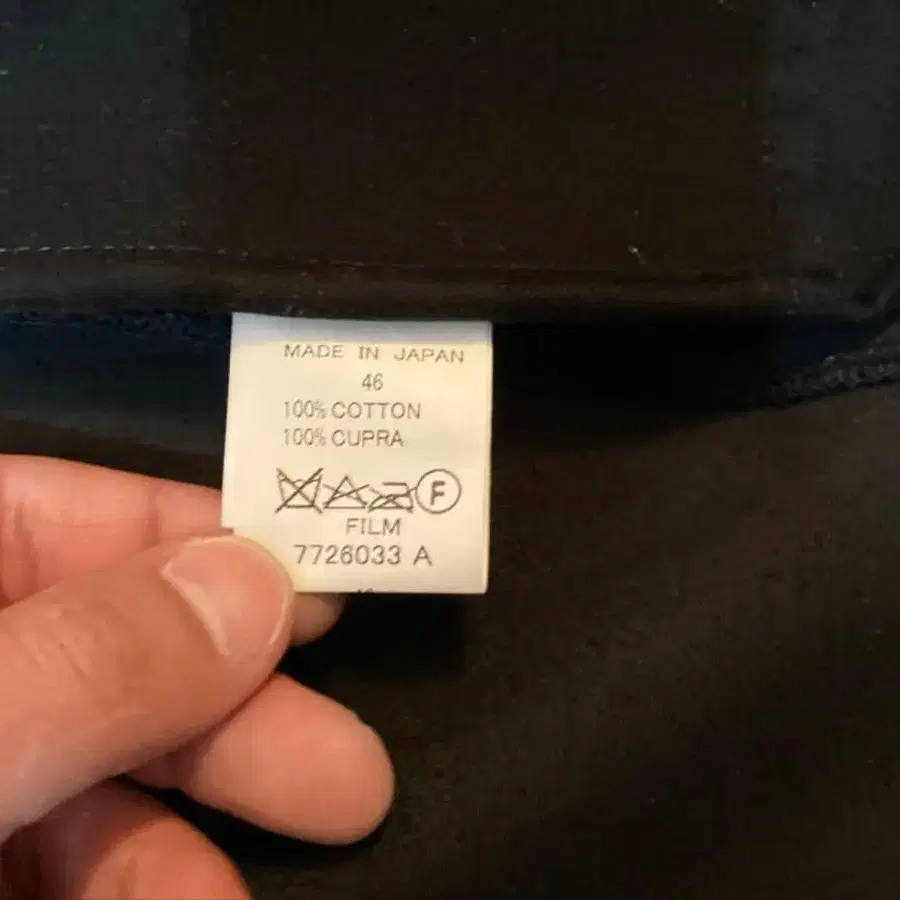 MADE IN JAPAN
46
100% COTTON
100% CUPRA
F
FILM
7726033 A